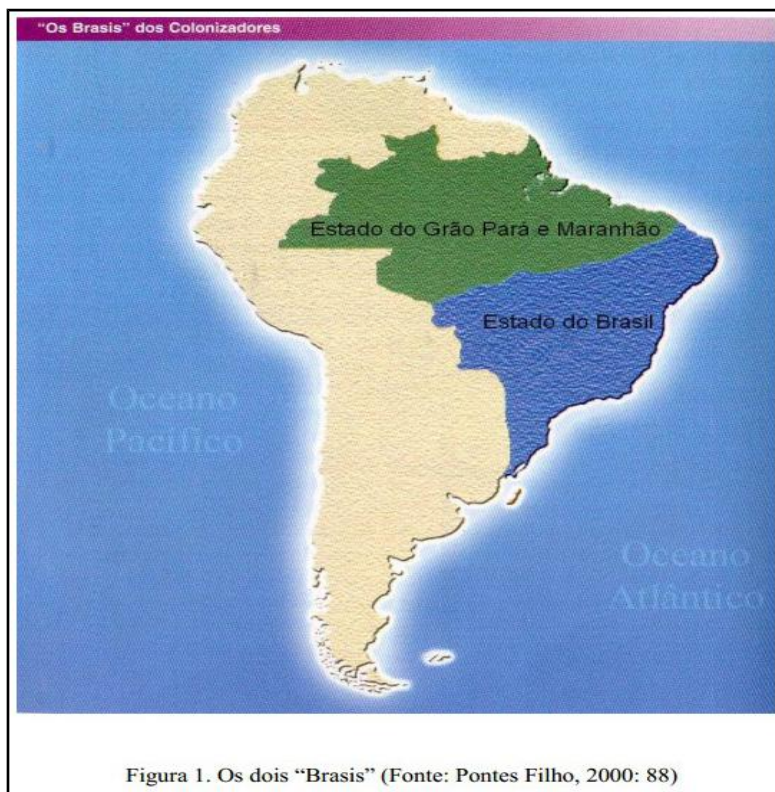 “Os Brasis” dos Colonizadores
Estado do Grão Pará e Maranhão
Estado do Brasil
Oceano
Pacífico
Oceano
Atlântico
Figura 1. Os dois “Brasis” (Fonte: Pontes Filho, 2000: 88)